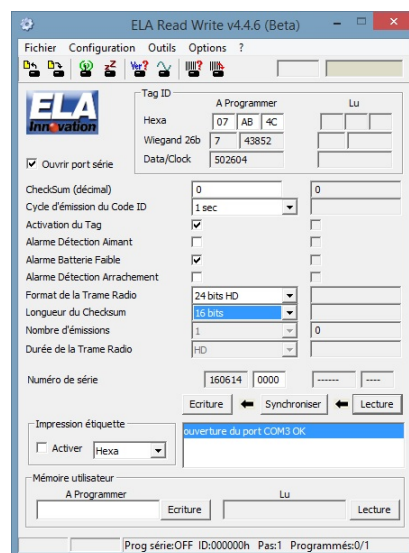 ELA Read Write v4.4.6 (Beta)
Fichier Configuration Outils Options ?
Ver?
ELA
innovation
Tag ID
A Programmer Lu
Hexa 07 AB 4C
Wiegand 26b 7 43852
Data/Clock 502604
Ouvrir port série
CheckSum (décimal) 0 0
Cycle d'émission du Code ID 1 sec
Activation du Tag
Alarme Détection Aimant
Alarme Batterie Faible
Alarme Détection Arrachement
Format de la Trame Radio 24 bits HD
Longueur du Checksum 16 bits
Nombre d'émissions 1 0
Durée de la Trame Radio HD
Numéro de série 160614 0000 ------ ----
Ecriture Synchroniser Lecture
Impression étiquette
Activer Hexa
ouverture du port COM3 OK
Mémoire utilisateur
A Programmer Lu
Ecriture Lecture
Prog série:OFF ID:000000h Pas:1 Programmés:0/1